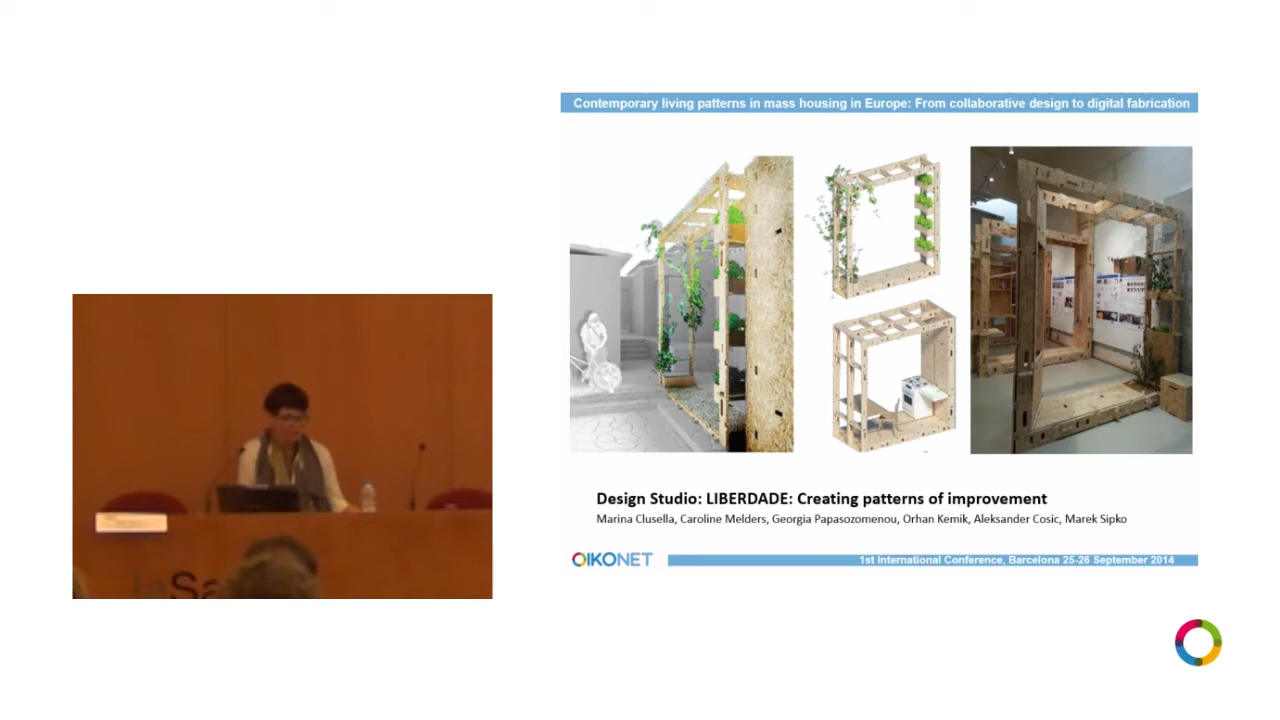 Contemporary living patterns in mass housing in Europe: From collaborative design to digital fabrication
Design Studio: LIBERDADE: Creating patterns of improvement
Marina Clusella, Caroline Melders, Georgia Papasozomenou, Orhan Kemik, Aleksander Cosic, Marek Sipko
OIKONET
1st International Conference, Barcelona 25-26 September 2014